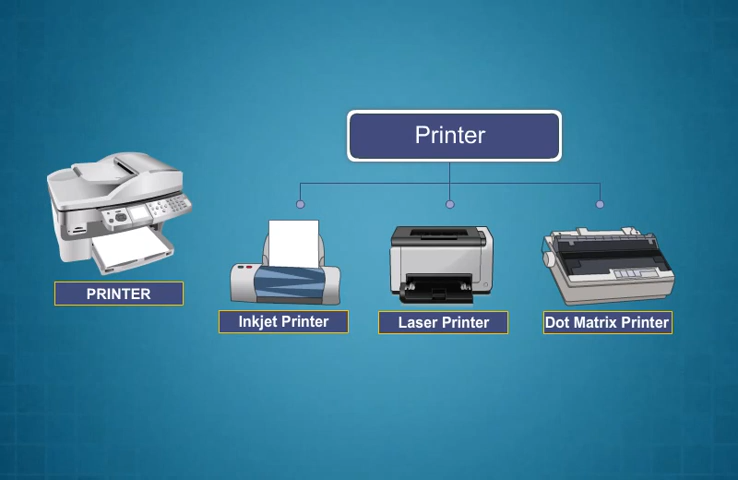 Printer
PRINTER
Inkjet Printer
Laser Printer
Dot Matrix Printer